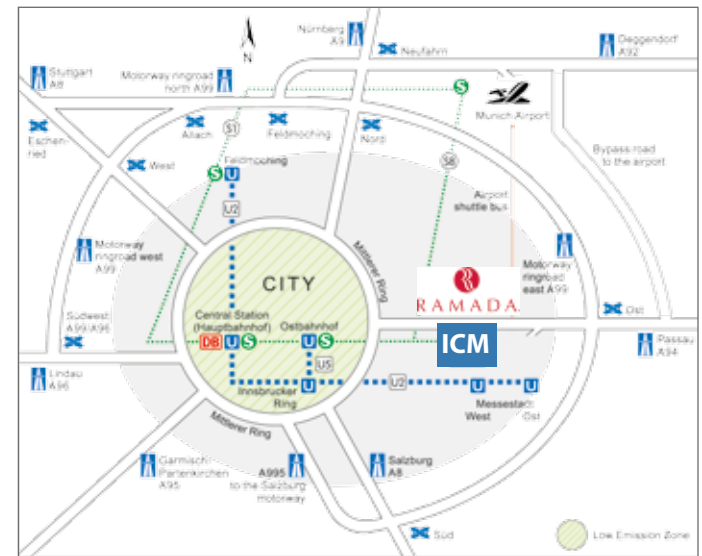 Nürnberg
A9
Neufahrn
Deggendorf
A92
N
Stuttgart
A8
Motorway ringroad
north A99
S
Munich Airport
Eschen-
ried
Allach
S1
Feldmoching
Nord
Bypass road
to the airport
West
Feldmoching
S U
S8
U2
Airport
shuttle bus
Motorway
ringroad west
A99
Mittlerer Ring
CITY
Motorway
ringroad
east A99
RAMADA
Südwest
A99/A96
Central Station
(Hauptbahnhof)
Ostbahnhof
Ost
DB U S
U S
ICM
Passau
A94
U5
Lindau
A96
Innsbrucker
Ring
U
U2
U
U
Messestadt
West
Ost
Mittlerer Ring
Garmisch-
Partenkirchen
A95
A995
to the Salzburg
motorway
Salzburg
A8
Süd
Low Emission Zone